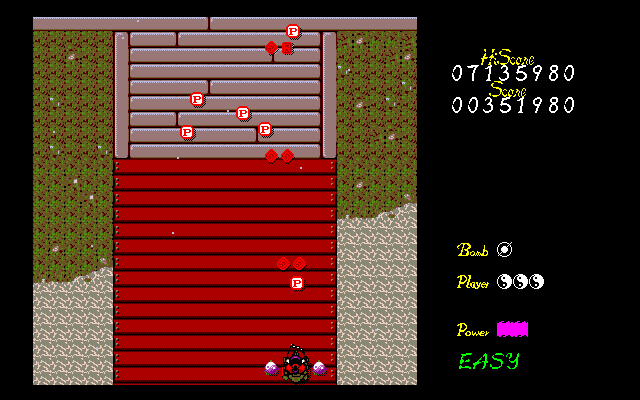 P
P
P
P
P
P
HiScore
07135980
Score
00351980
Bomb
Player
Power
EASY